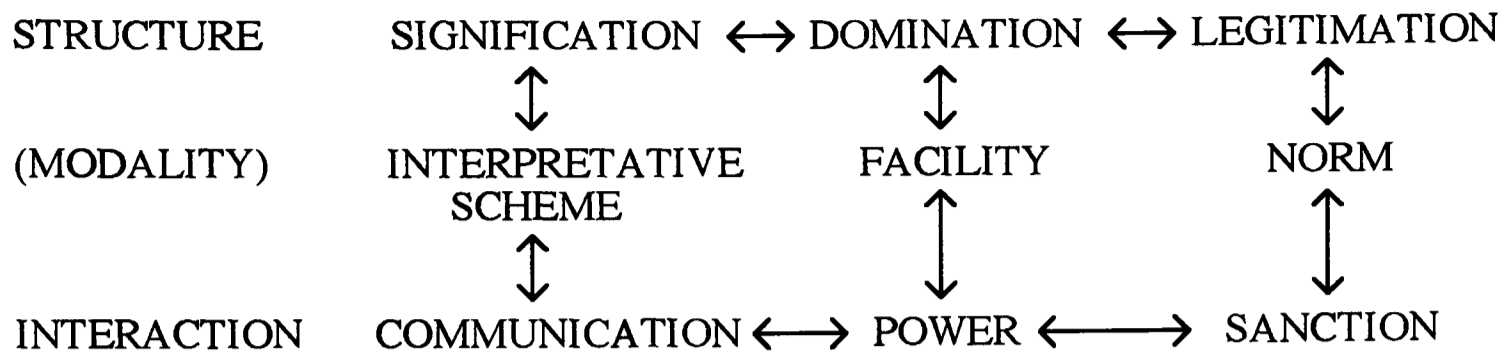 STRUCTURE SIGNIFICATION ↔ DOMINATION ↔ LEGITIMATION
(MODALITY) INTERPRETATIVE FACILITY NORM
SCHEME
INTERACTION COMMUNICATION ↔ POWER ↔ SANCTION